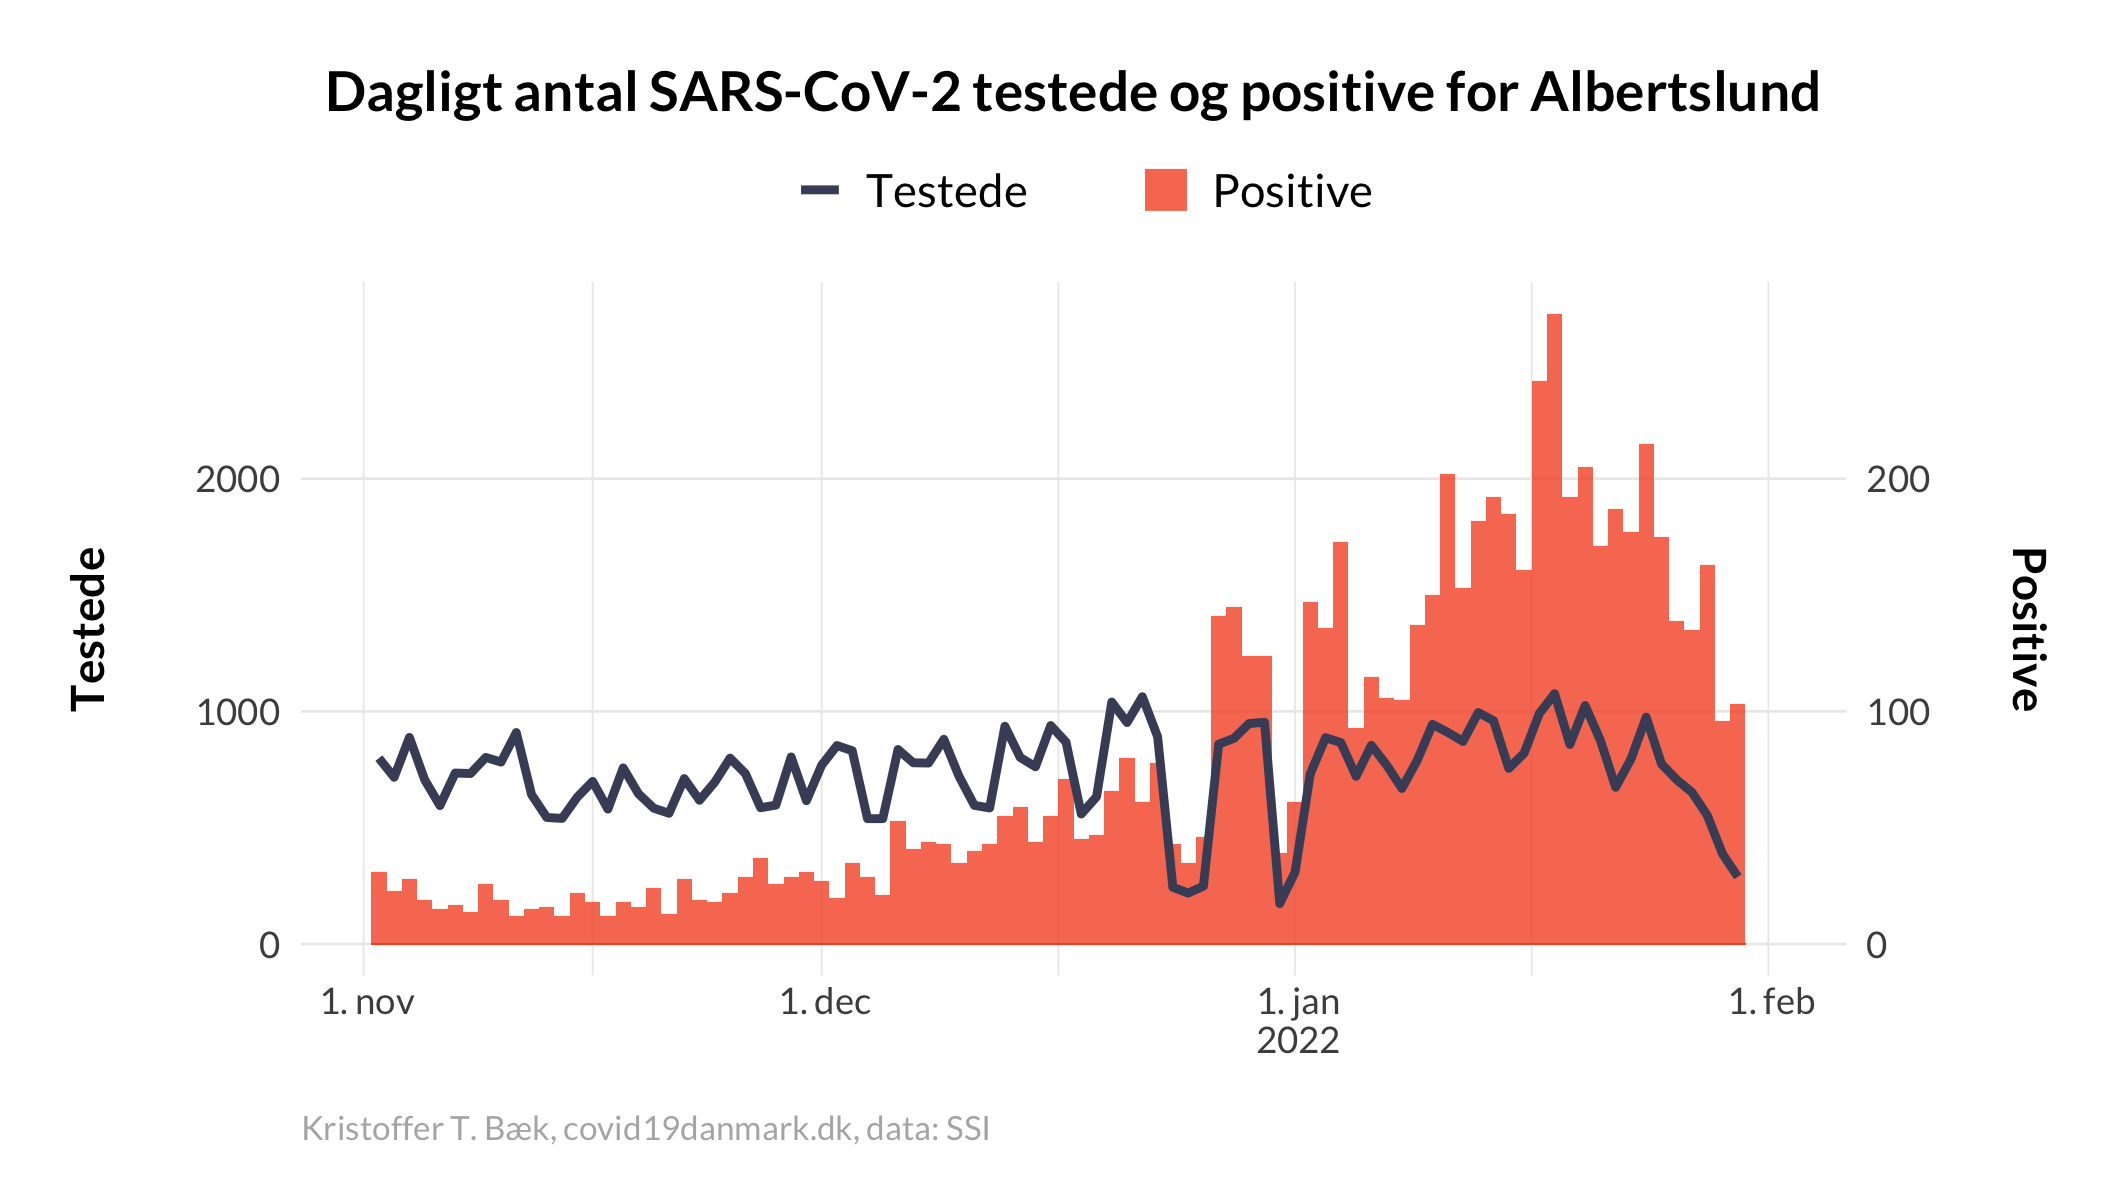 Dagligt antal SARS-CoV-2 testede og positive for Albertslund
Testede Positive
Testede
2000
1000
0
200
100
0
Positive
1. nov 1. dec 1. jan 1. feb
2022
Kristoffer T. Bæk, covid19danmark.dk, data: SSI